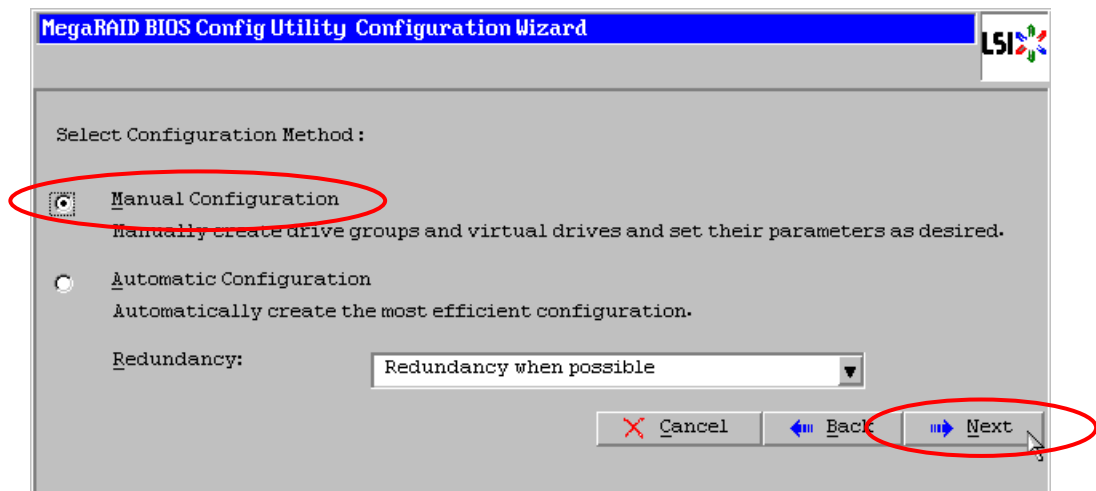 MegaRAID BIOS Config Utility Configuration Wizard
LSI
Select Configuration Method:
Manual Configuration
Manually create drive groups and virtual drives and set their parameters as desired.
Automatic Configuration
Automatically create the most efficient configuration.
Redundancy: Redundancy when possible
Cancel Back Next